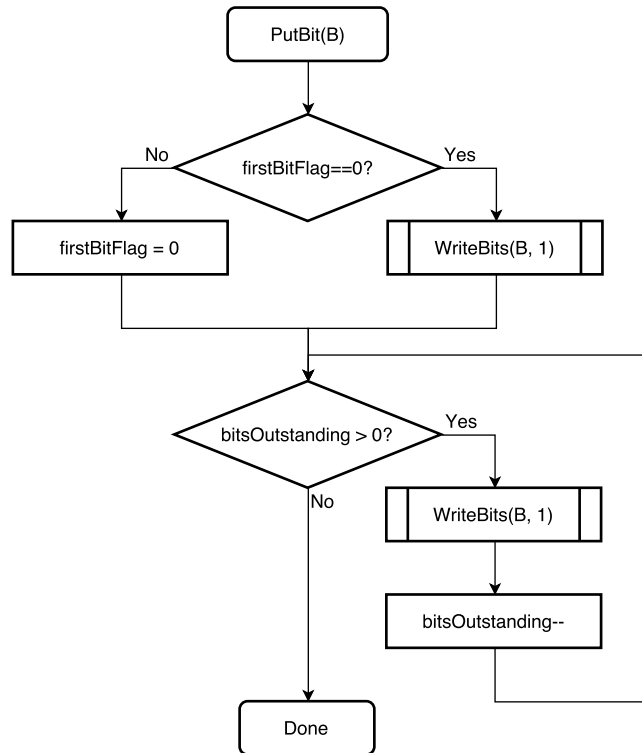 PutBit(B)
firstBitFlag==0?
No
Yes
firstBitFlag = 0
WriteBits(B, 1)
bitsOutstanding > 0?
Yes
No
WriteBits(B, 1)
bitsOutstanding--
Done